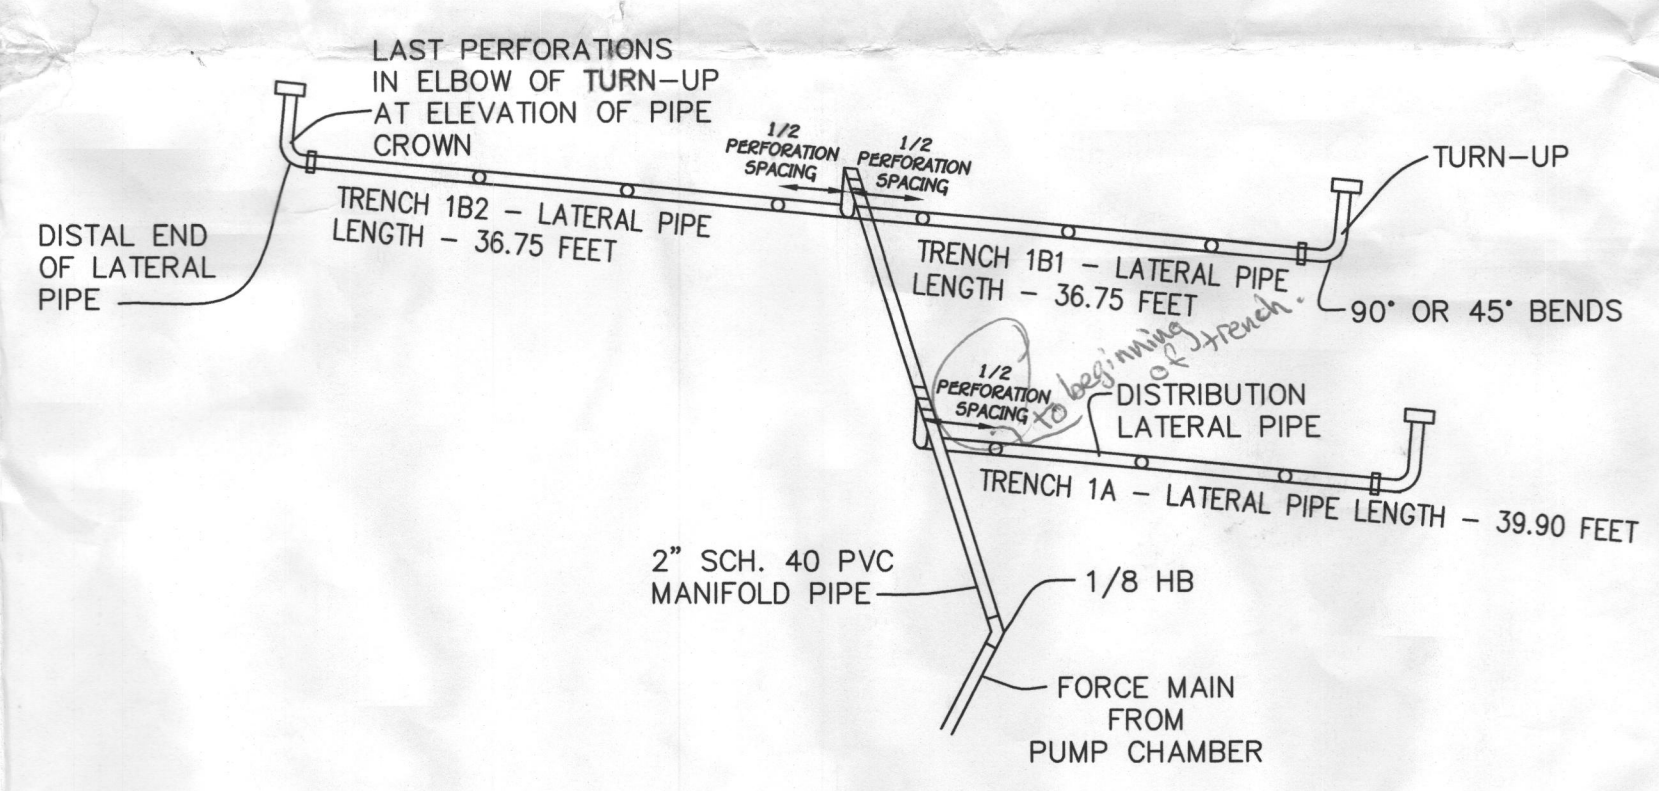 LAST PERFORATIONS
IN ELBOW OF TURN-UP
AT ELEVATION OF PIPE
CROWN
1/2
PERFORATION
SPACING
1/2
PERFORATION
SPACING
TURN-UP
DISTAL END
OF LATERAL
PIPE
TRENCH 1B2 - LATERAL PIPE
LENGTH - 36.75 FEET
TRENCH 1B1 - LATERAL PIPE
LENGTH - 36.75 FEET
90° OR 45° BENDS
1/2
PERFORATION
SPACING
to beginning
of trench.
DISTRIBUTION
LATERAL PIPE
TRENCH 1A - LATERAL PIPE LENGTH - 39.90 FEET
2" SCH. 40 PVC
MANIFOLD PIPE
1/8 HB
FORCE MAIN
FROM
PUMP CHAMBER